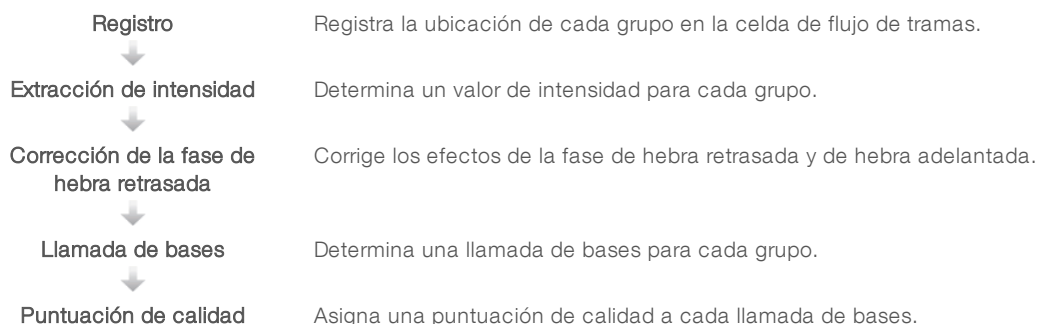 Registro Registra la ubicación de cada grupo en la celda de flujo de tramas.
Extracción de intensidad Determina un valor de intensidad para cada grupo.
Corrección de la fase de Corrige los efectos de la fase de hebra retrasada y de hebra adelantada.
hebra retrasada
Llamada de bases Determina una llamada de bases para cada grupo.
Puntuación de calidad Asigna una puntuación de calidad a cada llamada de bases.